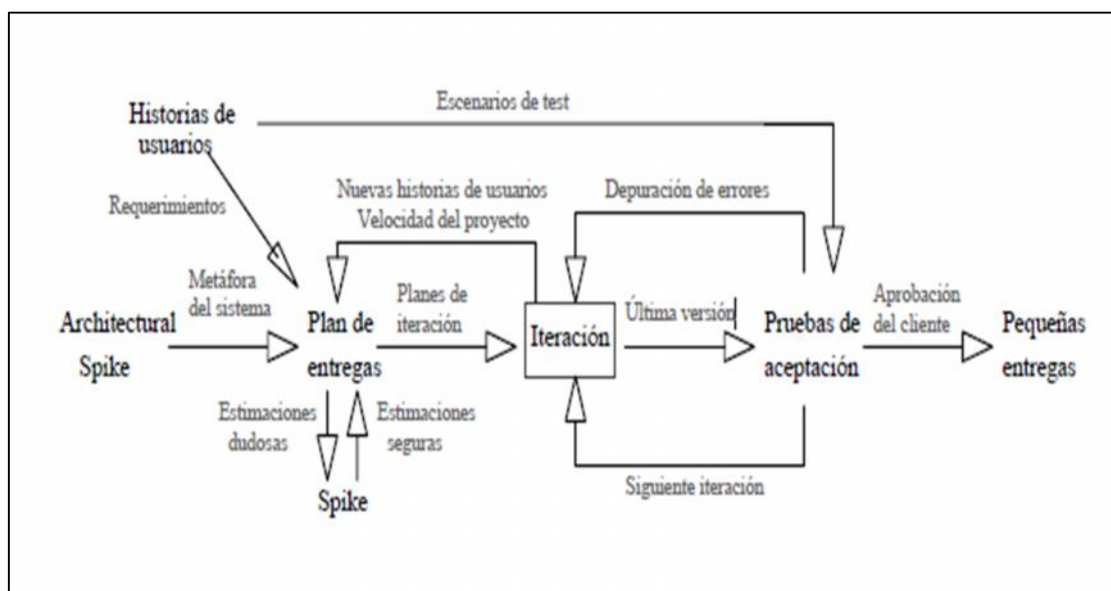 Escenarios de test
Historias de
usuarios
Nuevas historias de usuarios
Velocidad del proyecto
Depuración de errores
Requerimientos
Metáfora
del sistema
Planes de
iteración
Última versión
Aprobación
del cliente
Architectural
Spike
Plan de
entregas
Iteración
Pruebas de
aceptación
Pequeñas
entregas
Estimaciones
dudosas
Estimaciones
seguras
Spike
Siguiente iteración